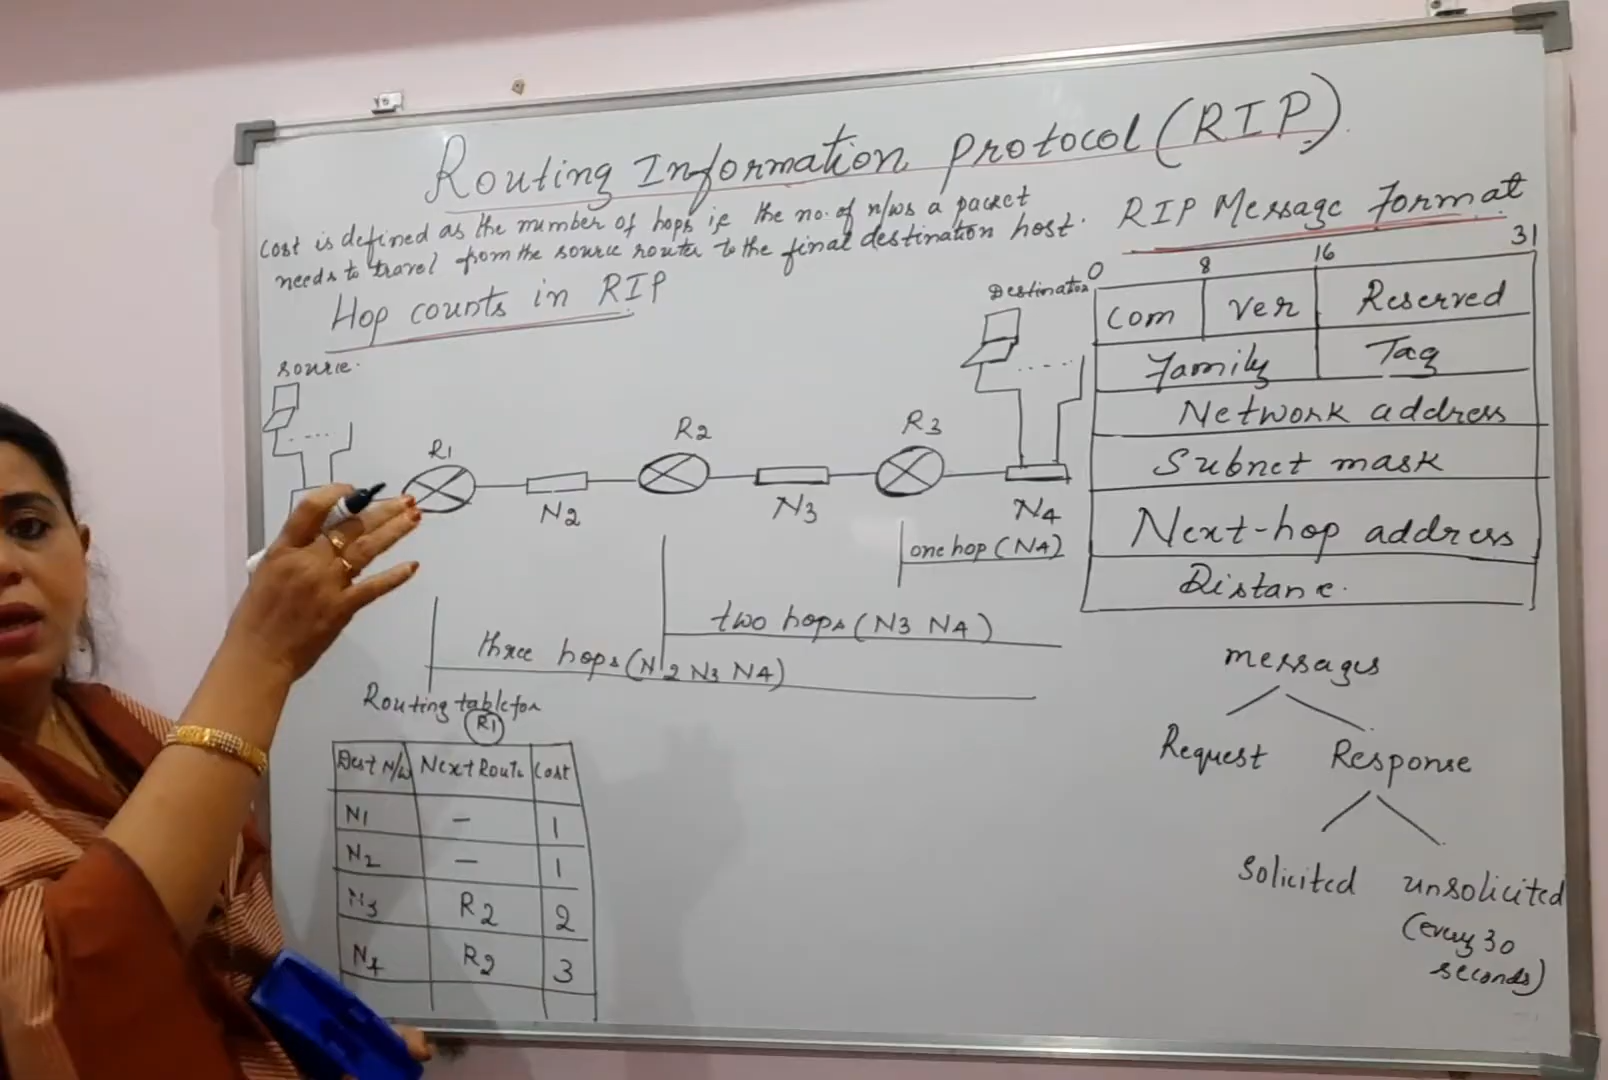 Routing Information Protocol (RIP)
Cost is defined as the number of hops i.e the no. of n/ws a packet
needs to travel from the source router to the final destination host.
Hop counts in RIP
source.
R1
N2
R2
N3
R3
Destination
N4
one hop (N4)
two hops (N3 N4)
three hops (N2 N3 N4)
Routing table for
R1
Dest N/w Next Route Cost
N1 — 1
N2 — 1
N3 R2 2
N4 R2 3
RIP Message Format
0 8 16 31
Com Ver Reserved
Family Tag
Network address
Subnet mask
Next-hop address
Distance.
messages
Request Response
Solicited unsolicited
(every 30
seconds)